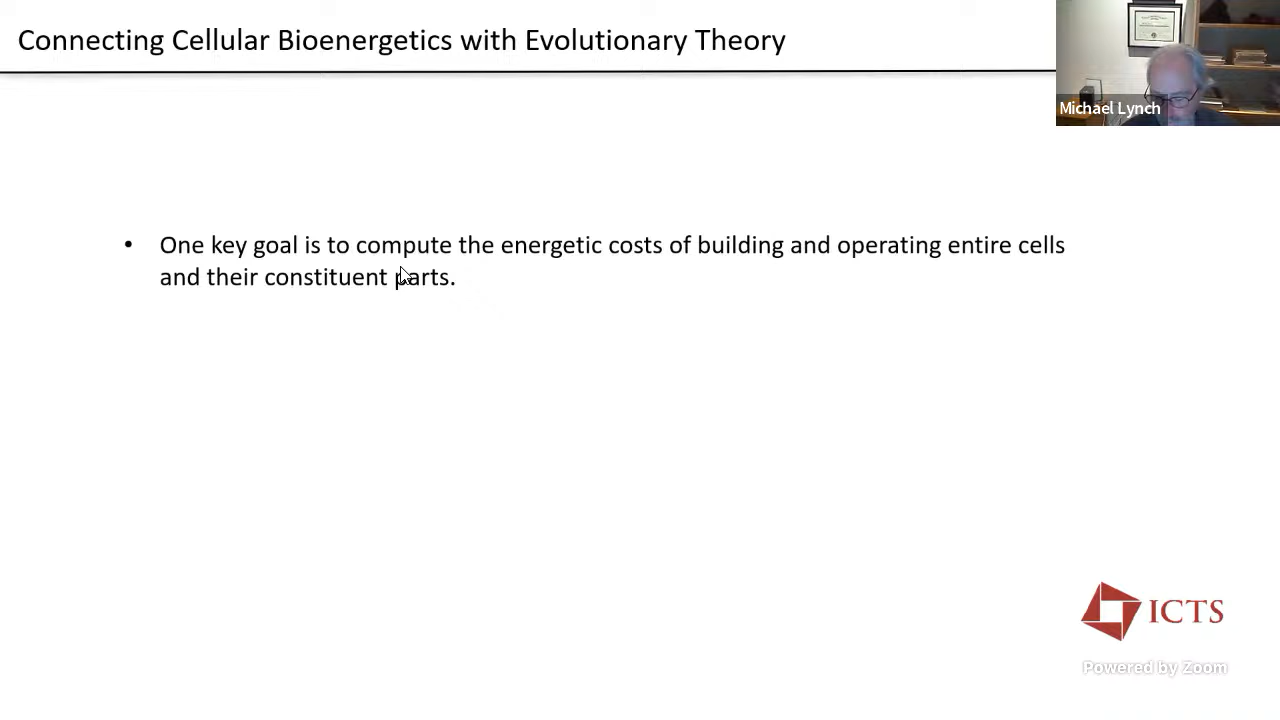 Connecting Cellular Bioenergetics with Evolutionary Theory
Michael Lynch
• One key goal is to compute the energetic costs of building and operating entire cells
and their constituent parts.
ICTS
Powered by Zoom